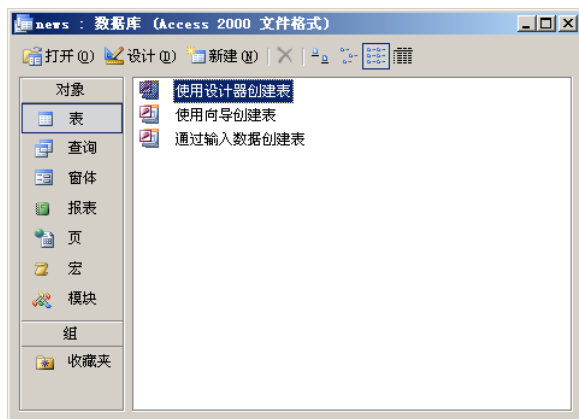 news : 数据库 (Access 2000 文件格式)
打开(O) 设计(D) 新建(N)
对象
表
查询
窗体
报表
页
宏
模块
组
收藏夹
使用设计器创建表
使用向导创建表
通过输入数据创建表